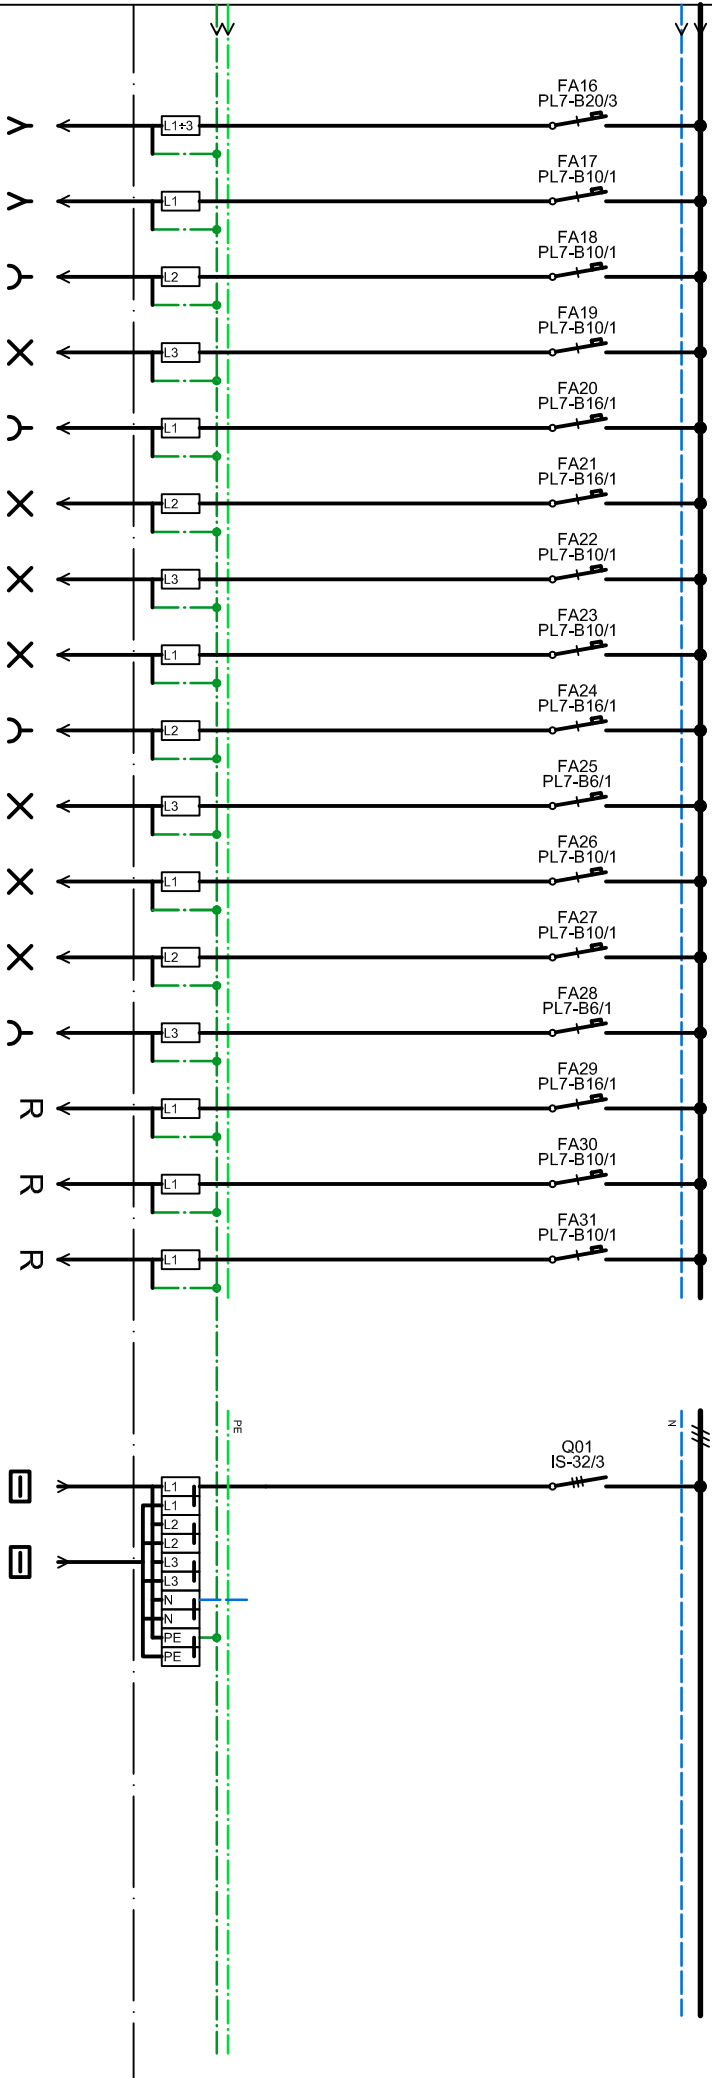 FA16
PL7-B20/3
L1÷3
FA17
PL7-B10/1
L1
FA18
PL7-B10/1
L2
FA19
PL7-B10/1
L3
FA20
PL7-B16/1
L1
FA21
PL7-B16/1
L2
FA22
PL7-B10/1
L3
FA23
PL7-B10/1
L1
FA24
PL7-B16/1
L2
FA25
PL7-B6/1
L3
FA26
PL7-B10/1
L1
FA27
PL7-B10/1
L2
FA28
PL7-B6/1
L3
FA29
PL7-B16/1
R
L1
FA30
PL7-B10/1
R
L1
FA31
PL7-B10/1
R
L1
PE
N
Q01
IS-32/3
L1
L1
L2
L2
L3
L3
N
N
PE
PE